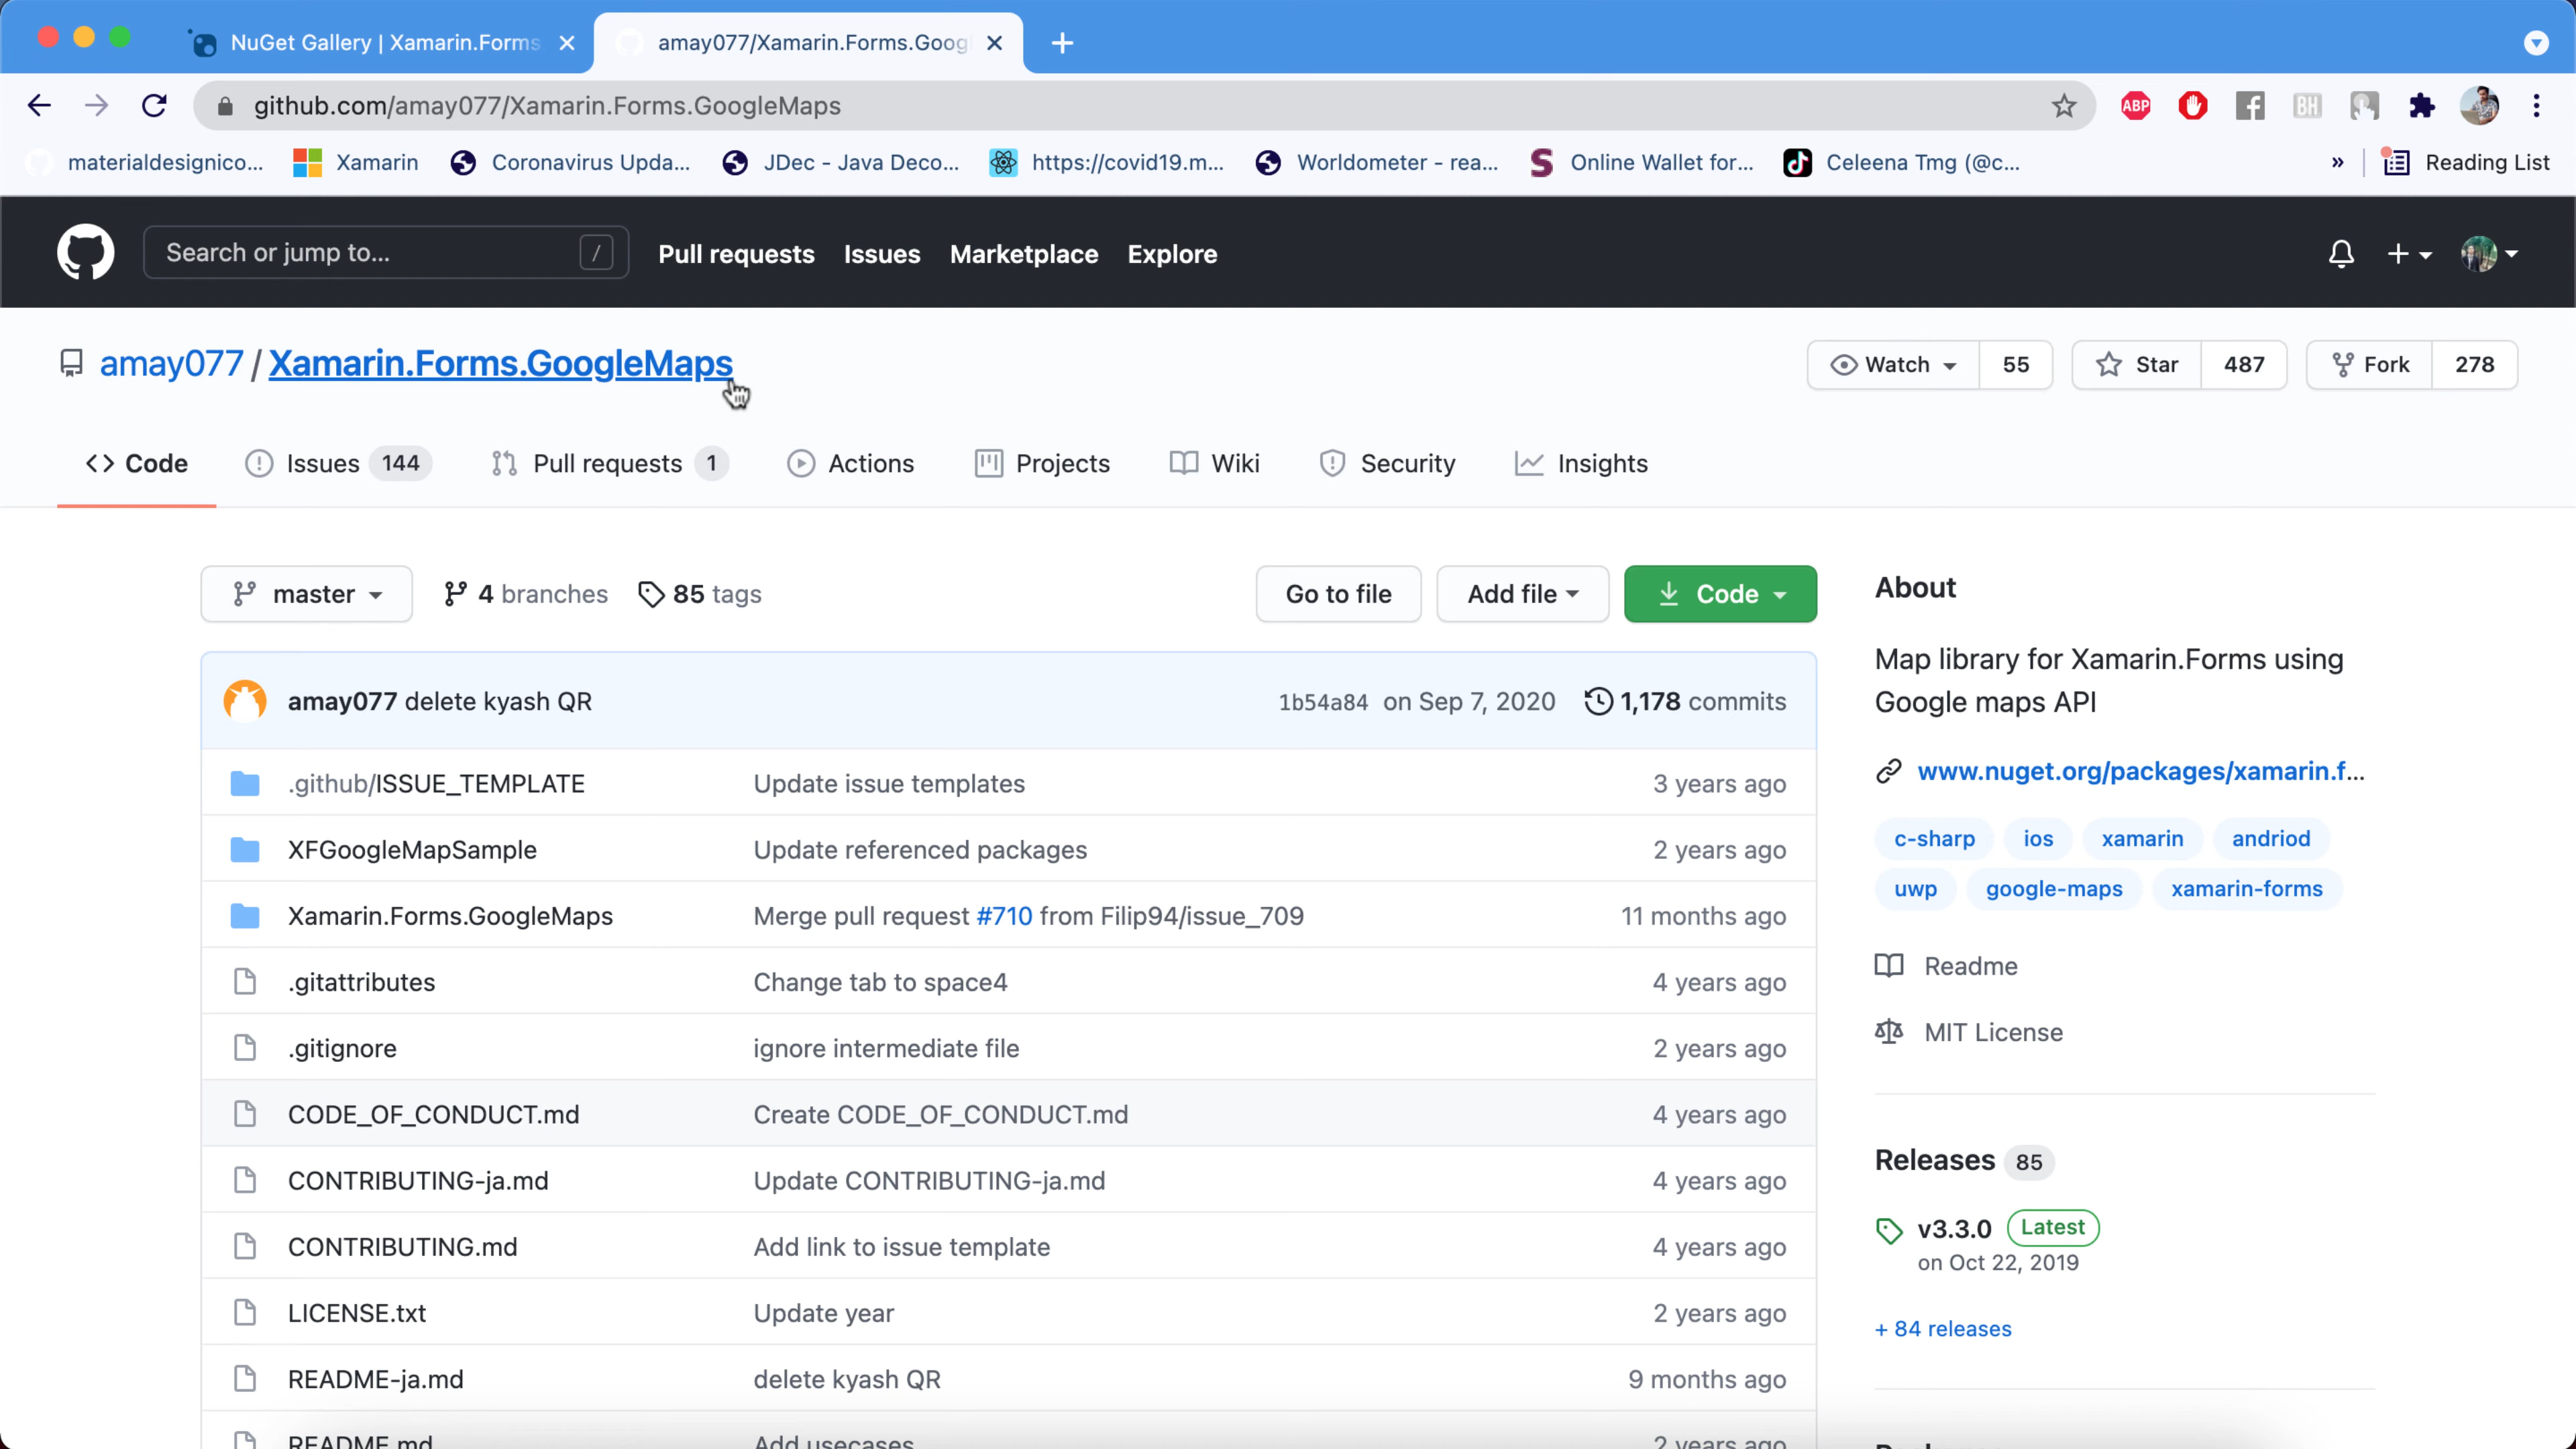 NuGet Gallery | Xamarin.Forms
amay077/Xamarin.Forms.Goog
github.com/amay077/Xamarin.Forms.GoogleMaps
ABP
BH
materialdesignico...
Xamarin
Coronavirus Upda...
JDec - Java Deco...
https://covid19.m...
Worldometer - rea...
Online Wallet for...
Celeena Tmg (@c...
»
Reading List
Search or jump to...
/
Pull requests
Issues
Marketplace
Explore
amay077 / Xamarin.Forms.GoogleMaps
Watch 55
Star 487
Fork 278
Code
Issues 144
Pull requests 1
Actions
Projects
Wiki
Security
Insights
master
4 branches
85 tags
Go to file
Add file
Code
amay077 delete kyash QR
1b54a84 on Sep 7, 2020
1,178 commits
.github/ISSUE_TEMPLATE Update issue templates 3 years ago
XFGoogleMapSample Update referenced packages 2 years ago
Xamarin.Forms.GoogleMaps Merge pull request #710 from Filip94/issue_709 11 months ago
.gitattributes Change tab to space4 4 years ago
.gitignore ignore intermediate file 2 years ago
CODE_OF_CONDUCT.md Create CODE_OF_CONDUCT.md 4 years ago
CONTRIBUTING-ja.md Update CONTRIBUTING-ja.md 4 years ago
CONTRIBUTING.md Add link to issue template 4 years ago
LICENSE.txt Update year 2 years ago
README-ja.md delete kyash QR 9 months ago
README.md Add usecases 2 years ago
About
Map library for Xamarin.Forms using
Google maps API
www.nuget.org/packages/xamarin.f...
c-sharp ios xamarin andriod
uwp google-maps xamarin-forms
Readme
MIT License
Releases 85
v3.3.0 Latest
on Oct 22, 2019
+ 84 releases